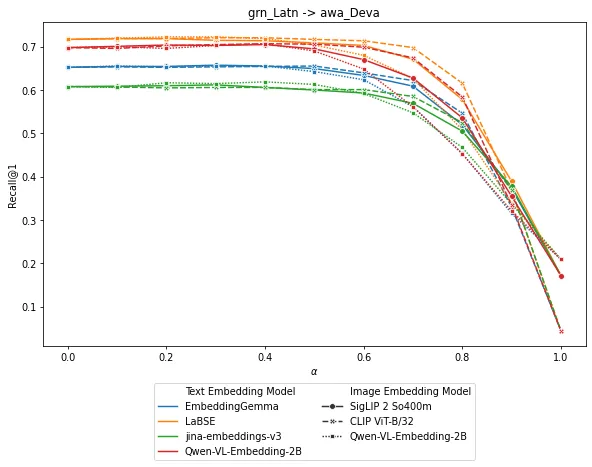 grn_Latn -> awa_Deva
Recall@1
0.7
0.6
0.5
0.4
0.3
0.2
0.1
0.0 0.2 0.4 0.6 0.8 1.0
α
Text Embedding Model Image Embedding Model
EmbeddingGemma SigLIP 2 So400m
LaBSE CLIP ViT-B/32
jina-embeddings-v3 Qwen-VL-Embedding-2B
Qwen-VL-Embedding-2B